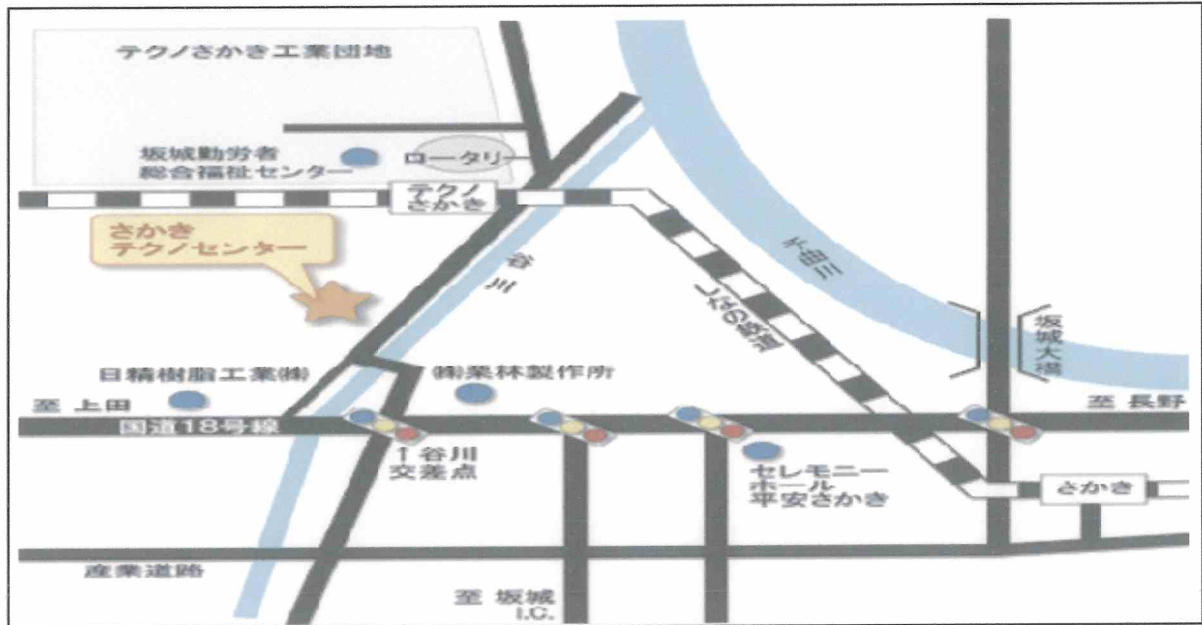 テクノさかき工業団地
坂城勤労者
総合福祉センター
ロータリー
テクノ
さかき
さかき
テクノセンター
谷川
千曲川
しなの鉄道
坂城大橋
日精樹脂工業㈱
㈱栗林製作所
至 上田
至 長野
国道18号線
↑谷川
交差点
セレモニー
ホール
平安さかき
さかき
産業道路
至 坂城
I.C.